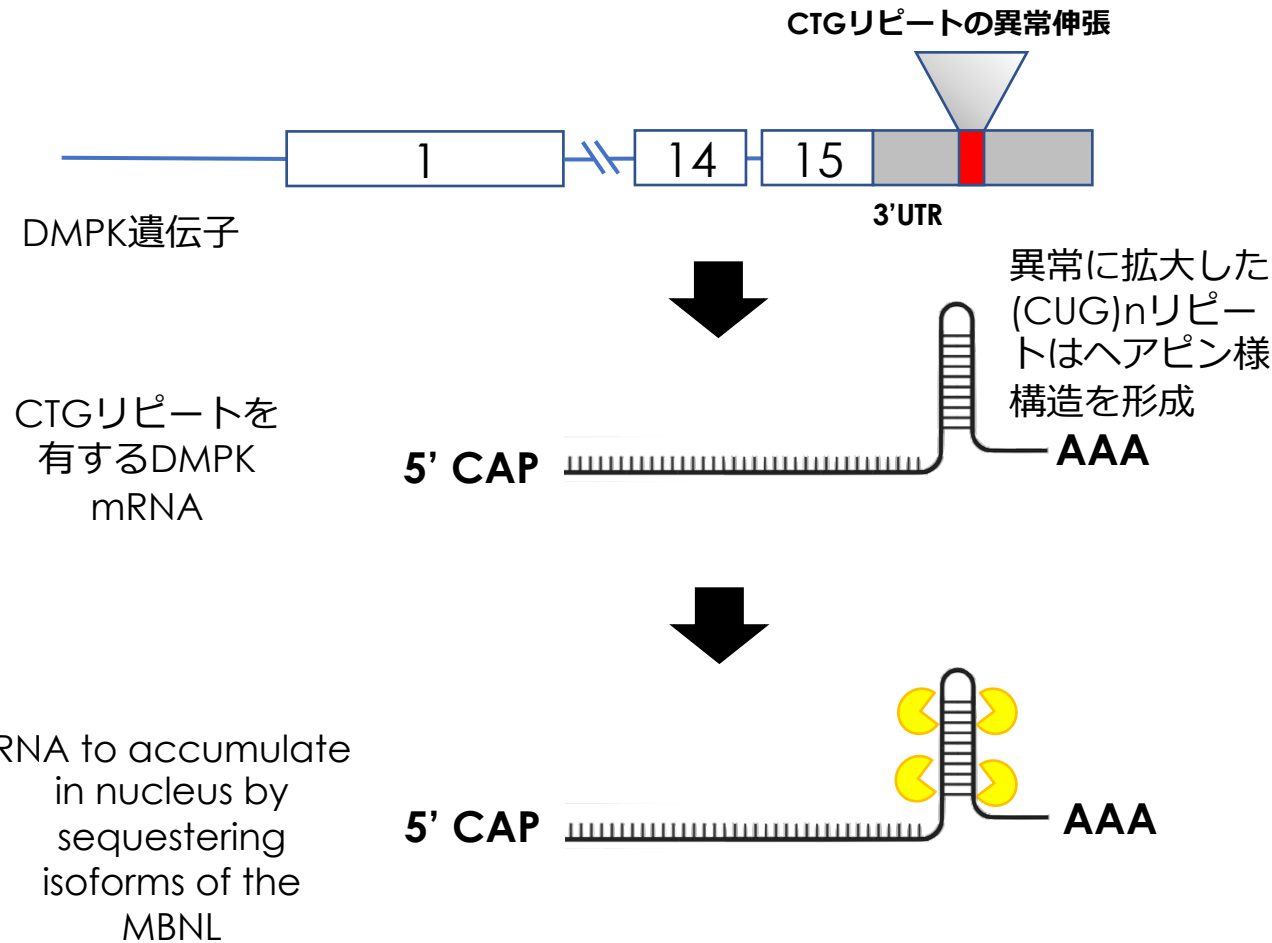 CTGリピートの異常伸張
1
14
15
3'UTR
DMPK遺伝子
異常に拡大した
(CUG)nリピー
トはヘアピン様
構造を形成
CTGリピートを
有するDMPK
mRNA
5' CAP
AAA
RNA to accumulate
in nucleus by
sequestering
isoforms of the
MBNL
5' CAP
AAA